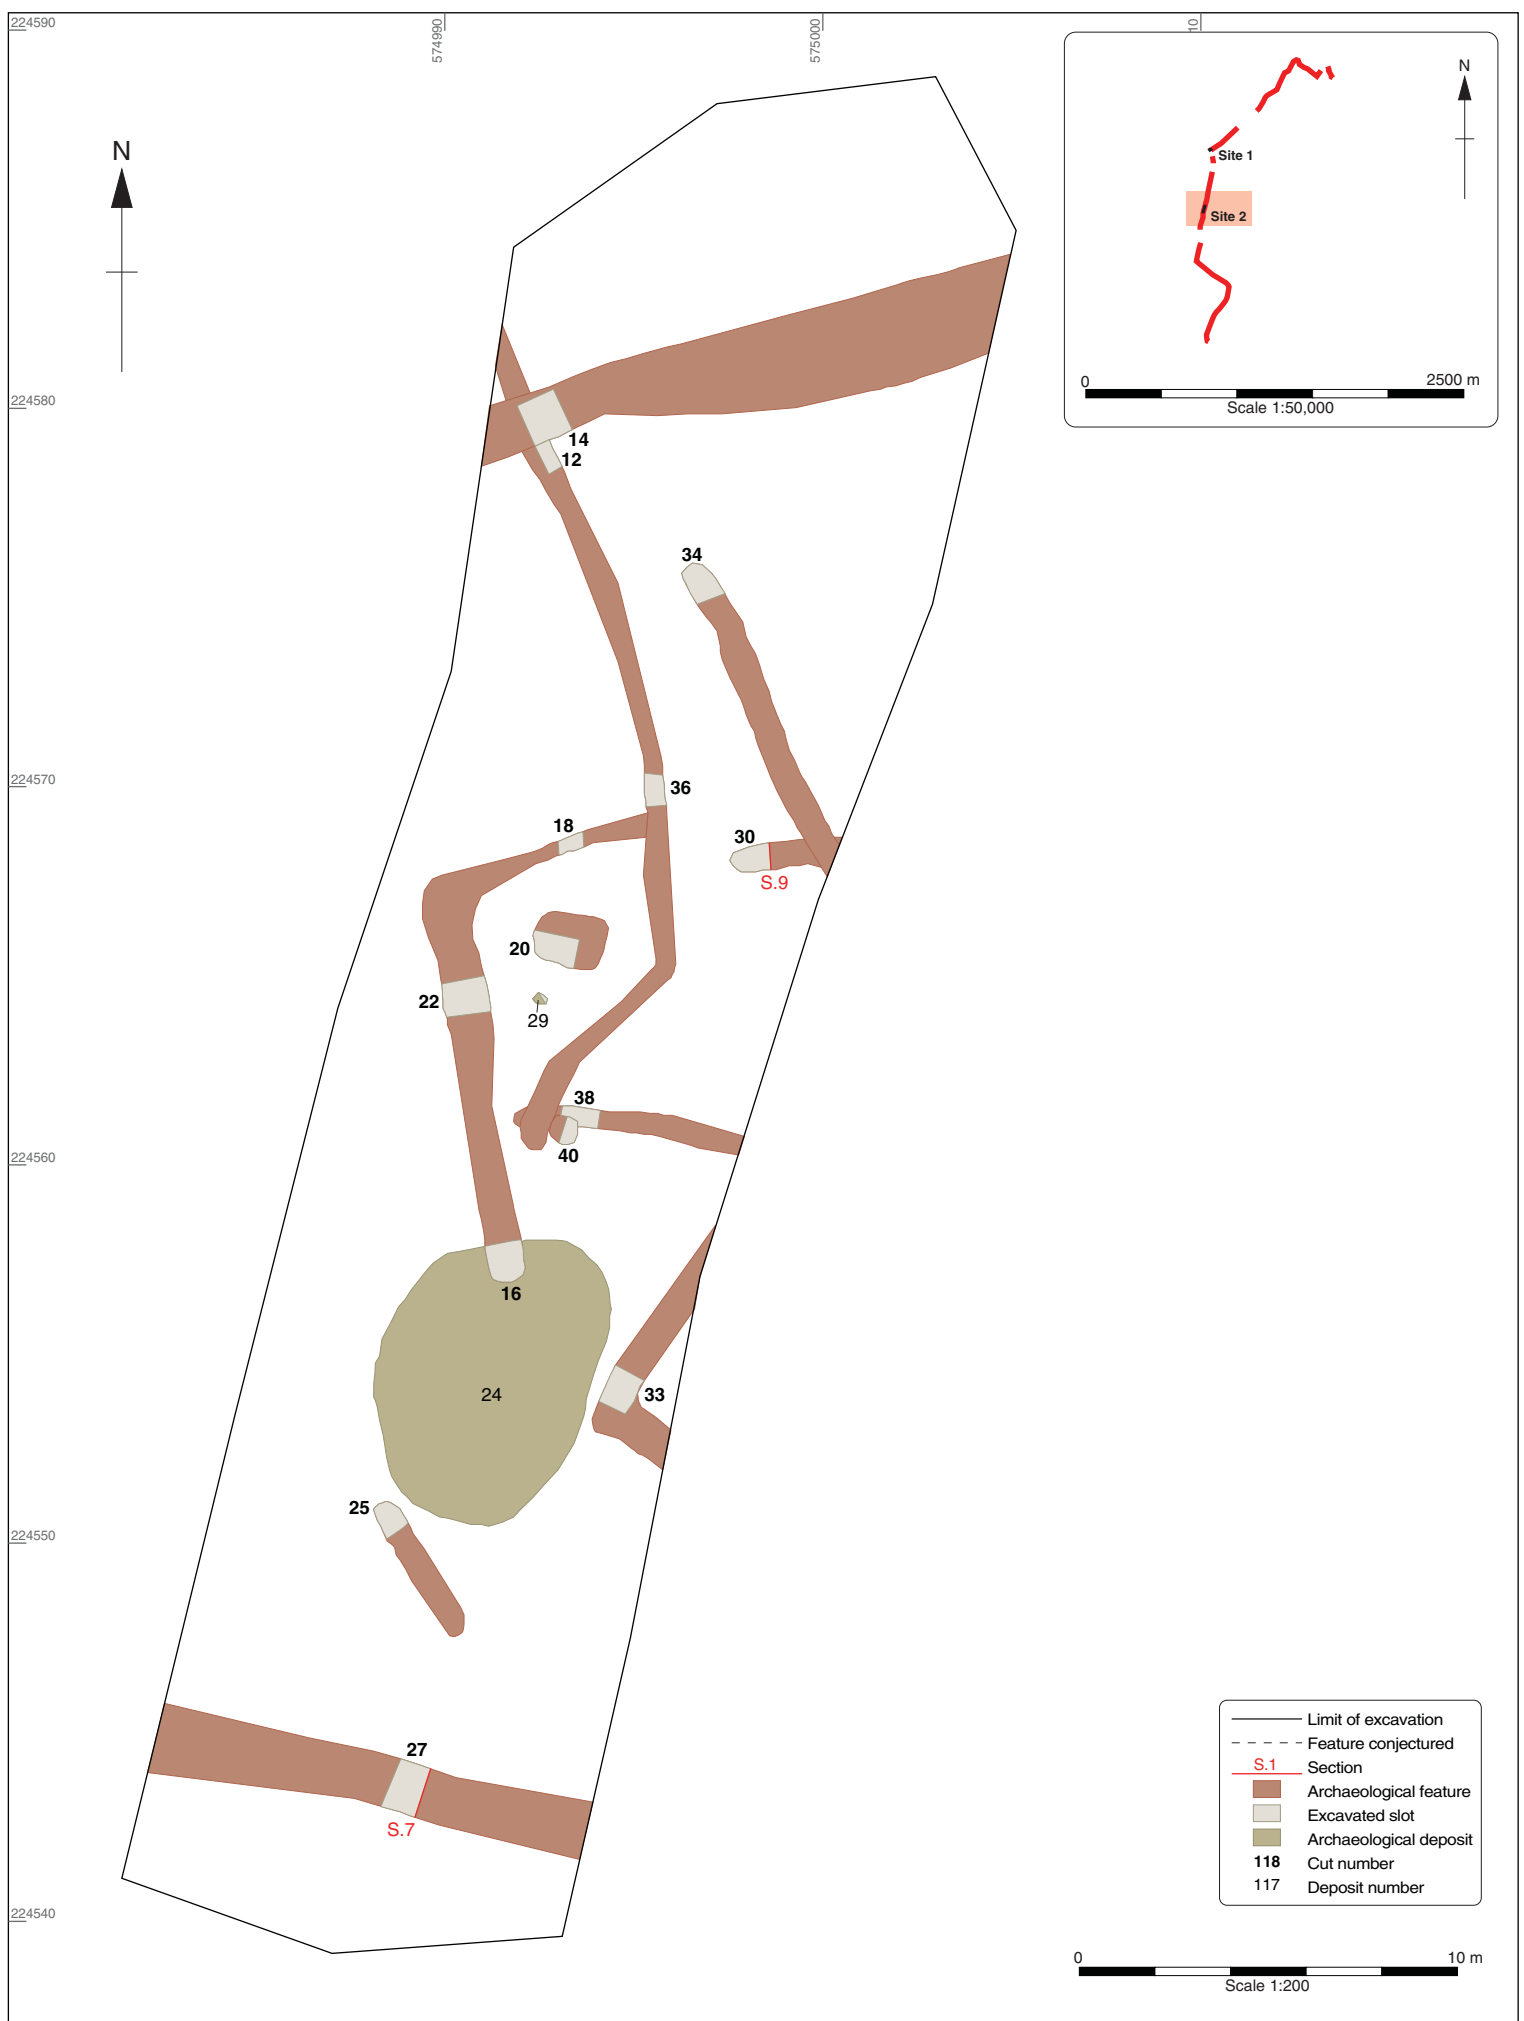 224590
574990
575000
10
N
N
Site 1
Site 2
0
2500 m
Scale 1:50,000
224580
14
12
34
224570
36
18
30
S.9
20
22
29
38
40
224560
16
24
33
25
224550
27
S.7
224540
Limit of excavation
Feature conjectured
S.1 Section
Archaeological feature
Excavated slot
Archaeological deposit
118 Cut number
117 Deposit number
0
10 m
Scale 1:200